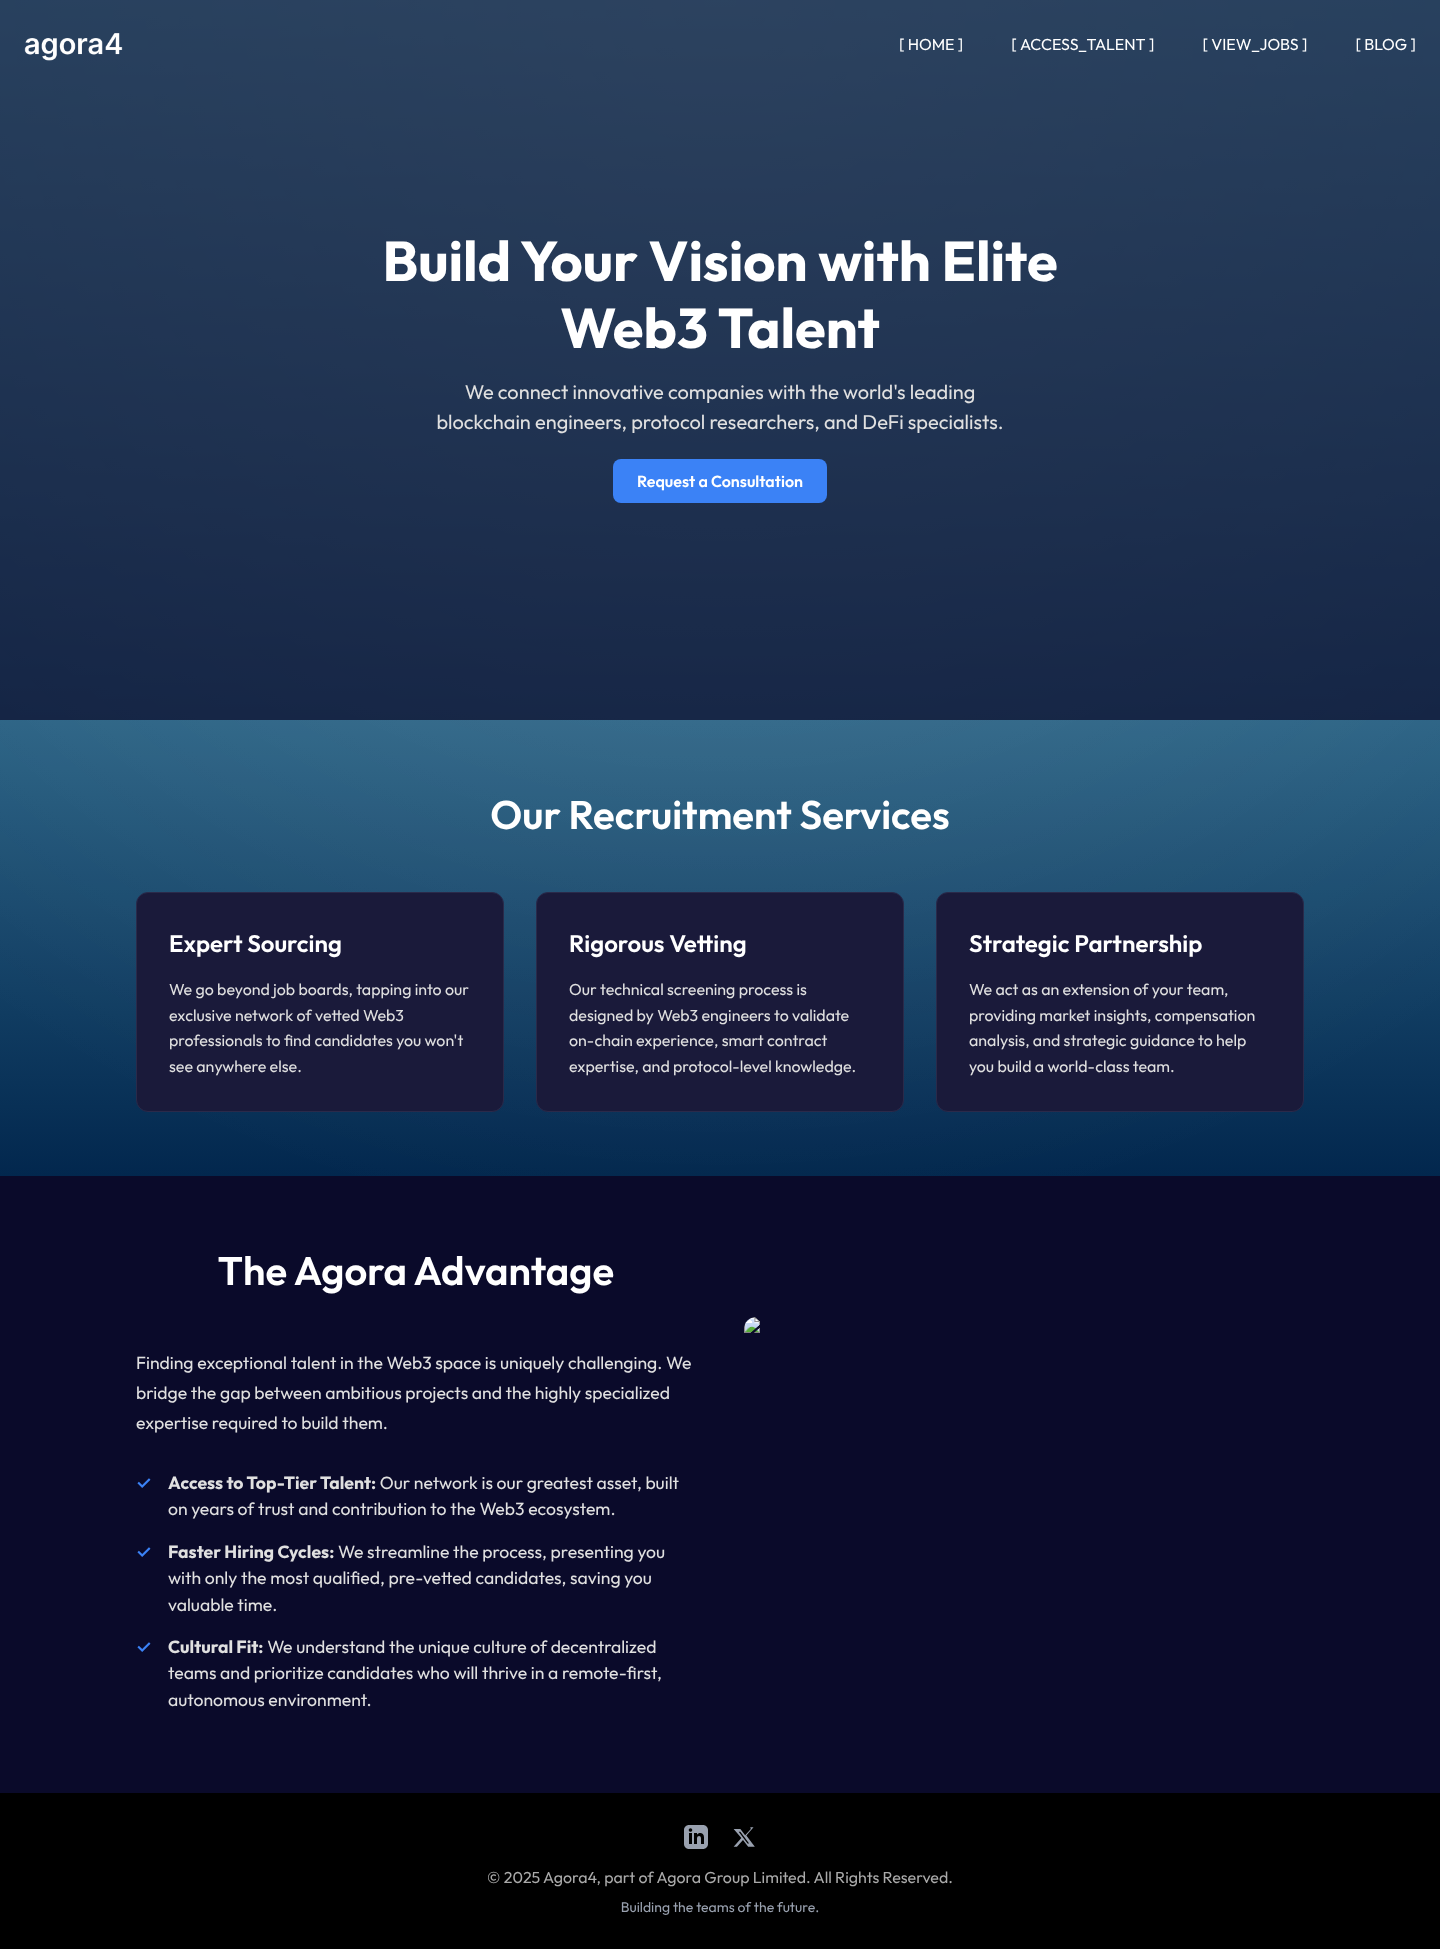 agora4
[ HOME ]
[ ACCESS_TALENT ]
[ VIEW_JOBS ]
[ BLOG ]
Build Your Vision with Elite
Web3 Talent
We connect innovative companies with the world's leading
blockchain engineers, protocol researchers, and DeFi specialists.
Request a Consultation
Our Recruitment Services
Expert Sourcing
We go beyond job boards, tapping into our
exclusive network of vetted Web3
professionals to find candidates you won't
see anywhere else.
Rigorous Vetting
Our technical screening process is
designed by Web3 engineers to validate
on-chain experience, smart contract
expertise, and protocol-level knowledge.
Strategic Partnership
We act as an extension of your team,
providing market insights, compensation
analysis, and strategic guidance to help
you build a world-class team.
The Agora Advantage
Finding exceptional talent in the Web3 space is uniquely challenging. We
bridge the gap between ambitious projects and the highly specialized
expertise required to build them.
Access to Top-Tier Talent: Our network is our greatest asset, built
on years of trust and contribution to the Web3 ecosystem.
Faster Hiring Cycles: We streamline the process, presenting you
with only the most qualified, pre-vetted candidates, saving you
valuable time.
Cultural Fit: We understand the unique culture of decentralized
teams and prioritize candidates who will thrive in a remote-first,
autonomous environment.
© 2025 Agora4, part of Agora Group Limited. All Rights Reserved.
Building the teams of the future.